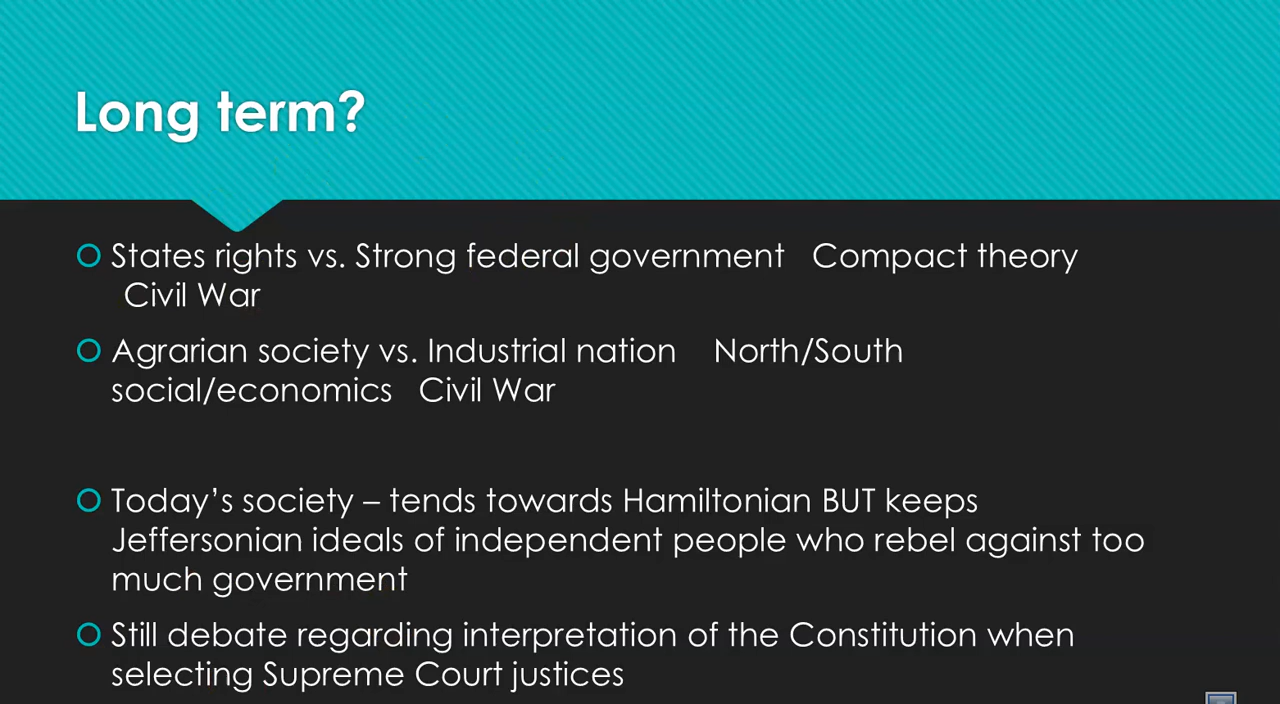 Long term?
States rights vs. Strong federal government   Compact theory
Civil War
Agrarian society vs. Industrial nation   North/South
social/economics   Civil War
Today’s society – tends towards Hamiltonian BUT keeps
Jeffersonian ideals of independent people who rebel against too
much government
Still debate regarding interpretation of the Constitution when
selecting Supreme Court justices